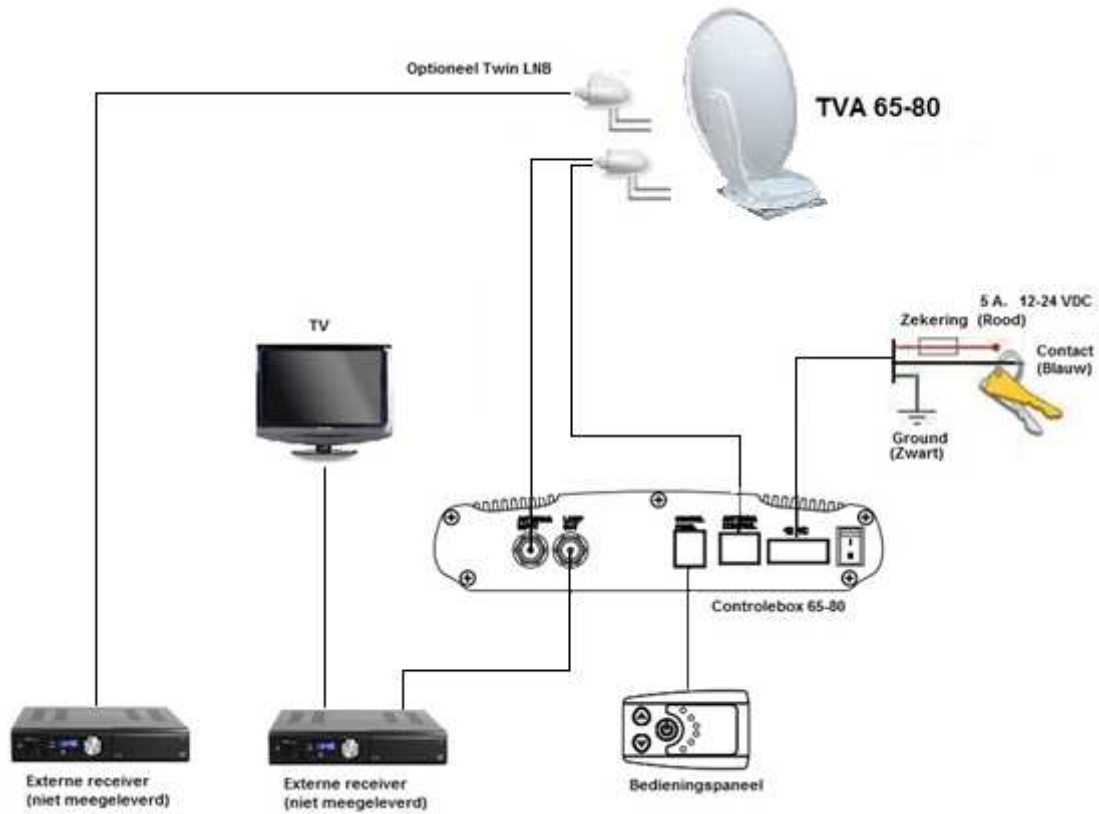 Optioneel Twin LNB
TVA 65-80
5 A. 12-24 VDC
Zekering (Rood)
Contact
(Blauw)
TV
Ground
(Zwart)
Controlebox 65-80
Externe receiver
(niet meegeleverd)
Externe receiver
(niet meegeleverd)
Bedieningspaneel